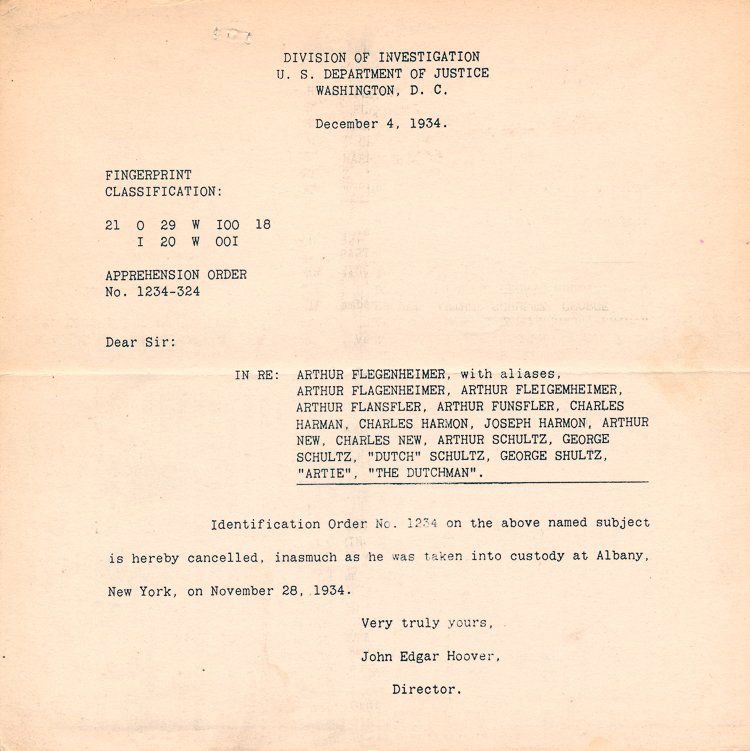 DIVISION OF INVESTIGATION
U. S. DEPARTMENT OF JUSTICE
WASHINGTON, D. C.
December 4, 1934.
FINGERPRINT
CLASSIFICATION:
21 O 29 W IOO 18
I 20 W OOI
APPREHENSION ORDER
No. 1234-324
Dear Sir:
IN RE: ARTHUR FLEGENHEIMER, with aliases,
ARTHUR FLAGENHEIMER, ARTHUR FLEIGEMHEIMER,
ARTHUR FLANSFLER, ARTHUR FUNSFLER, CHARLES
HARMAN, CHARLES HARMON, JOSEPH HARMON, ARTHUR
NEW, CHARLES NEW, ARTHUR SCHULTZ, GEORGE
SCHULTZ, "DUTCH" SCHULTZ, GEORGE SHULTZ,
"ARTIE", "THE DUTCHMAN".
Identification Order No. 1234 on the above named subject
is hereby cancelled, inasmuch as he was taken into custody at Albany,
New York, on November 28, 1934.
Very truly yours,
John Edgar Hoover,
Director.